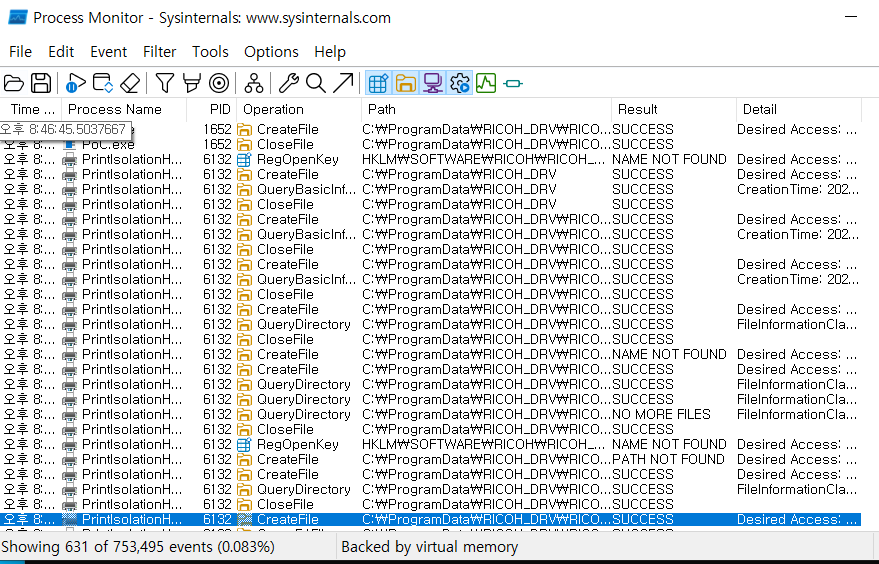 Process Monitor - Sysinternals: www.sysinternals.com
File Edit Event Filter Tools Options Help
Time ... Process Name PID Operation Path Result Detail
오후 8:46:45.5037667 1652 CreateFile C:₩ProgramData₩RICOH_DRV₩RICO... SUCCESS Desired Access: ...
오후 8:... PoC.exe 1652 CloseFile C:₩ProgramData₩RICOH_DRV₩RICO... SUCCESS
오후 8:... PrintIsolationH... 6132 RegOpenKey HKLM₩SOFTWARE₩RICOH₩RICOH_... NAME NOT FOUND Desired Access: ...
오후 8:... PrintIsolationH... 6132 CreateFile C:₩ProgramData₩RICOH_DRV SUCCESS Desired Access: ...
오후 8:... PrintIsolationH... 6132 QueryBasicInf... C:₩ProgramData₩RICOH_DRV SUCCESS CreationTime: 202...
오후 8:... PrintIsolationH... 6132 CloseFile C:₩ProgramData₩RICOH_DRV SUCCESS
오후 8:... PrintIsolationH... 6132 CreateFile C:₩ProgramData₩RICOH_DRV₩RICO... SUCCESS Desired Access: ...
오후 8:... PrintIsolationH... 6132 QueryBasicInf... C:₩ProgramData₩RICOH_DRV₩RICO... SUCCESS CreationTime: 202...
오후 8:... PrintIsolationH... 6132 CloseFile C:₩ProgramData₩RICOH_DRV₩RICO... SUCCESS
오후 8:... PrintIsolationH... 6132 CreateFile C:₩ProgramData₩RICOH_DRV₩RICO... SUCCESS Desired Access: ...
오후 8:... PrintIsolationH... 6132 QueryBasicInf... C:₩ProgramData₩RICOH_DRV₩RICO... SUCCESS CreationTime: 202...
오후 8:... PrintIsolationH... 6132 CloseFile C:₩ProgramData₩RICOH_DRV₩RICO... SUCCESS
오후 8:... PrintIsolationH... 6132 CreateFile C:₩ProgramData₩RICOH_DRV₩RICO... SUCCESS Desired Access: ...
오후 8:... PrintIsolationH... 6132 QueryDirectory C:₩ProgramData₩RICOH_DRV₩RICO... SUCCESS FileInformationCla...
오후 8:... PrintIsolationH... 6132 CloseFile C:₩ProgramData₩RICOH_DRV₩RICO... SUCCESS
오후 8:... PrintIsolationH... 6132 CreateFile C:₩ProgramData₩RICOH_DRV₩RICO... NAME NOT FOUND Desired Access: ...
오후 8:... PrintIsolationH... 6132 CreateFile C:₩ProgramData₩RICOH_DRV₩RICO... SUCCESS Desired Access: ...
오후 8:... PrintIsolationH... 6132 QueryDirectory C:₩ProgramData₩RICOH_DRV₩RICO... SUCCESS FileInformationCla...
오후 8:... PrintIsolationH... 6132 QueryDirectory C:₩ProgramData₩RICOH_DRV₩RICO... SUCCESS FileInformationCla...
오후 8:... PrintIsolationH... 6132 QueryDirectory C:₩ProgramData₩RICOH_DRV₩RICO... NO MORE FILES FileInformationCla...
오후 8:... PrintIsolationH... 6132 CloseFile C:₩ProgramData₩RICOH_DRV₩RICO... SUCCESS
오후 8:... PrintIsolationH... 6132 RegOpenKey HKLM₩SOFTWARE₩RICOH₩RICOH_... NAME NOT FOUND Desired Access: ...
오후 8:... PrintIsolationH... 6132 CreateFile C:₩ProgramData₩RICOH_DRV₩RICO... PATH NOT FOUND Desired Access: ...
오후 8:... PrintIsolationH... 6132 CreateFile C:₩ProgramData₩RICOH_DRV₩RICO... SUCCESS Desired Access: ...
오후 8:... PrintIsolationH... 6132 QueryDirectory C:₩ProgramData₩RICOH_DRV₩RICO... SUCCESS FileInformationCla...
오후 8:... PrintIsolationH... 6132 CloseFile C:₩ProgramData₩RICOH_DRV₩RICO... SUCCESS
오후 8:... PrintIsolationH... 6132 CreateFile C:₩ProgramData₩RICOH_DRV₩RICO... SUCCESS Desired Access: ...
Showing 631 of 753,495 events (0.083%) Backed by virtual memory